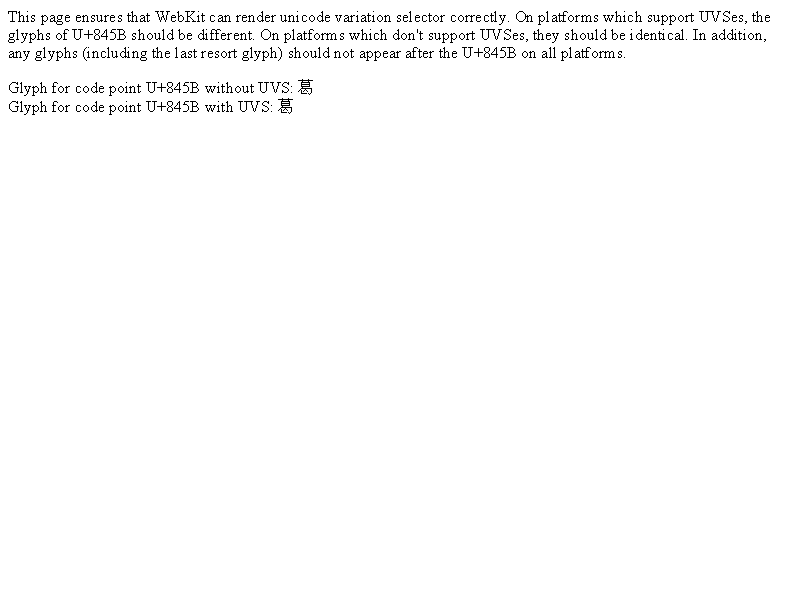 This page ensures that WebKit can render unicode variation selector correctly. On platforms which support UVSes, the
glyphs of U+845B should be different. On platforms which don't support UVSes, they should be identical. In addition,
any glyphs (including the last resort glyph) should not appear after the U+845B on all platforms.
Glyph for code point U+845B without UVS: 葛
Glyph for code point U+845B with UVS: 葛